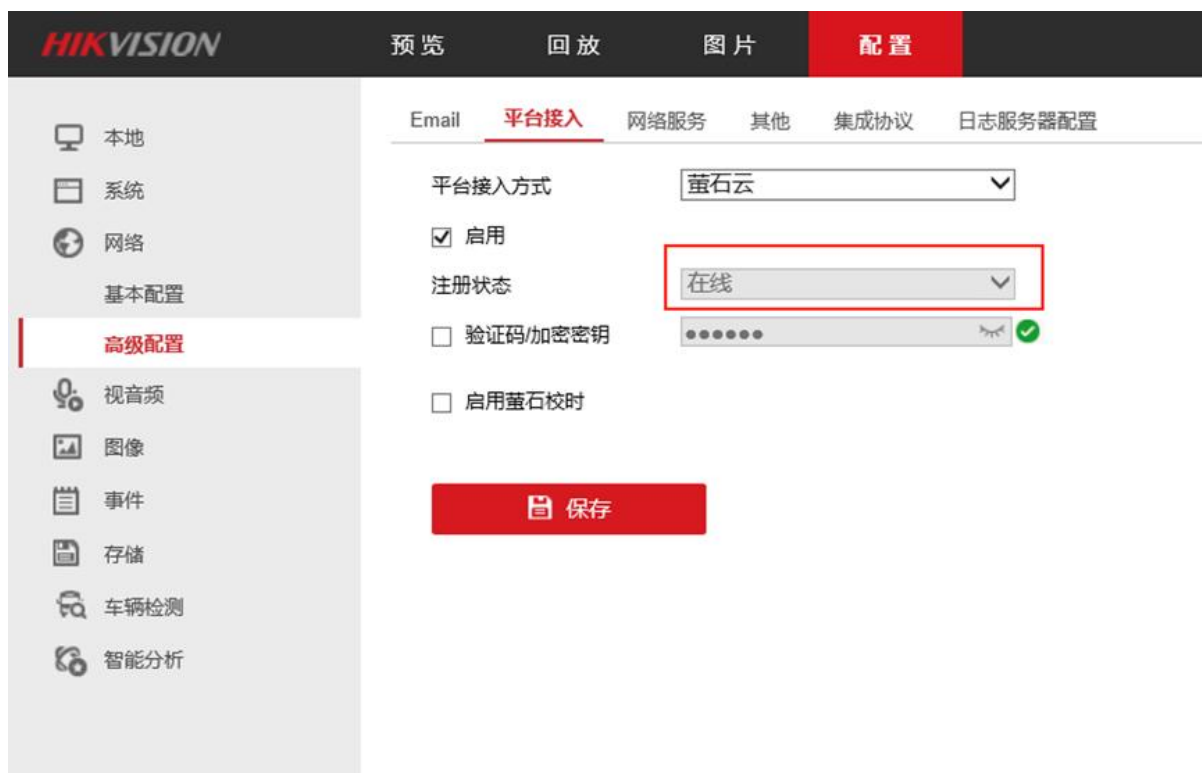 HIKVISION
预览 回放 图片 配置
Email 平台接入 网络服务 其他 集成协议 日志服务器配置
本地
系统
网络
基本配置
高级配置
视音频
图像
事件
存储
车辆检测
智能分析
平台接入方式 萤石云
启用
注册状态 在线
验证码/加密密钥 ●●●●●●
启用萤石校时
保存